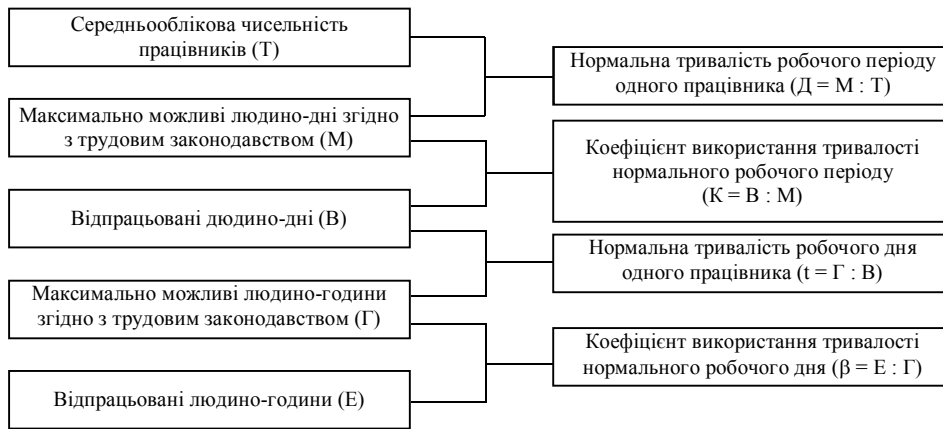 Середньооблікова чисельність
працівників (Т)
Максимально можливі людино-дні згідно
з трудовим законодавством (М)
Відпрацьовані дюдино-дні (В)
Максимально можливі людино-години
згідно з трудовим законодавством (Г)
Відпрацьовані людино-години (Е)
Нормальна тривалість робочого періоду
одного працівника (Д = М : Т)
Коефіцієнт використання тривалості
нормального робочого періоду
(К = В : М)
Нормальна тривалість робочого дня
одного працівника (t = Г : В)
Коефіцієнт використання тривалості
нормального робочого дня (β = Е : Г)